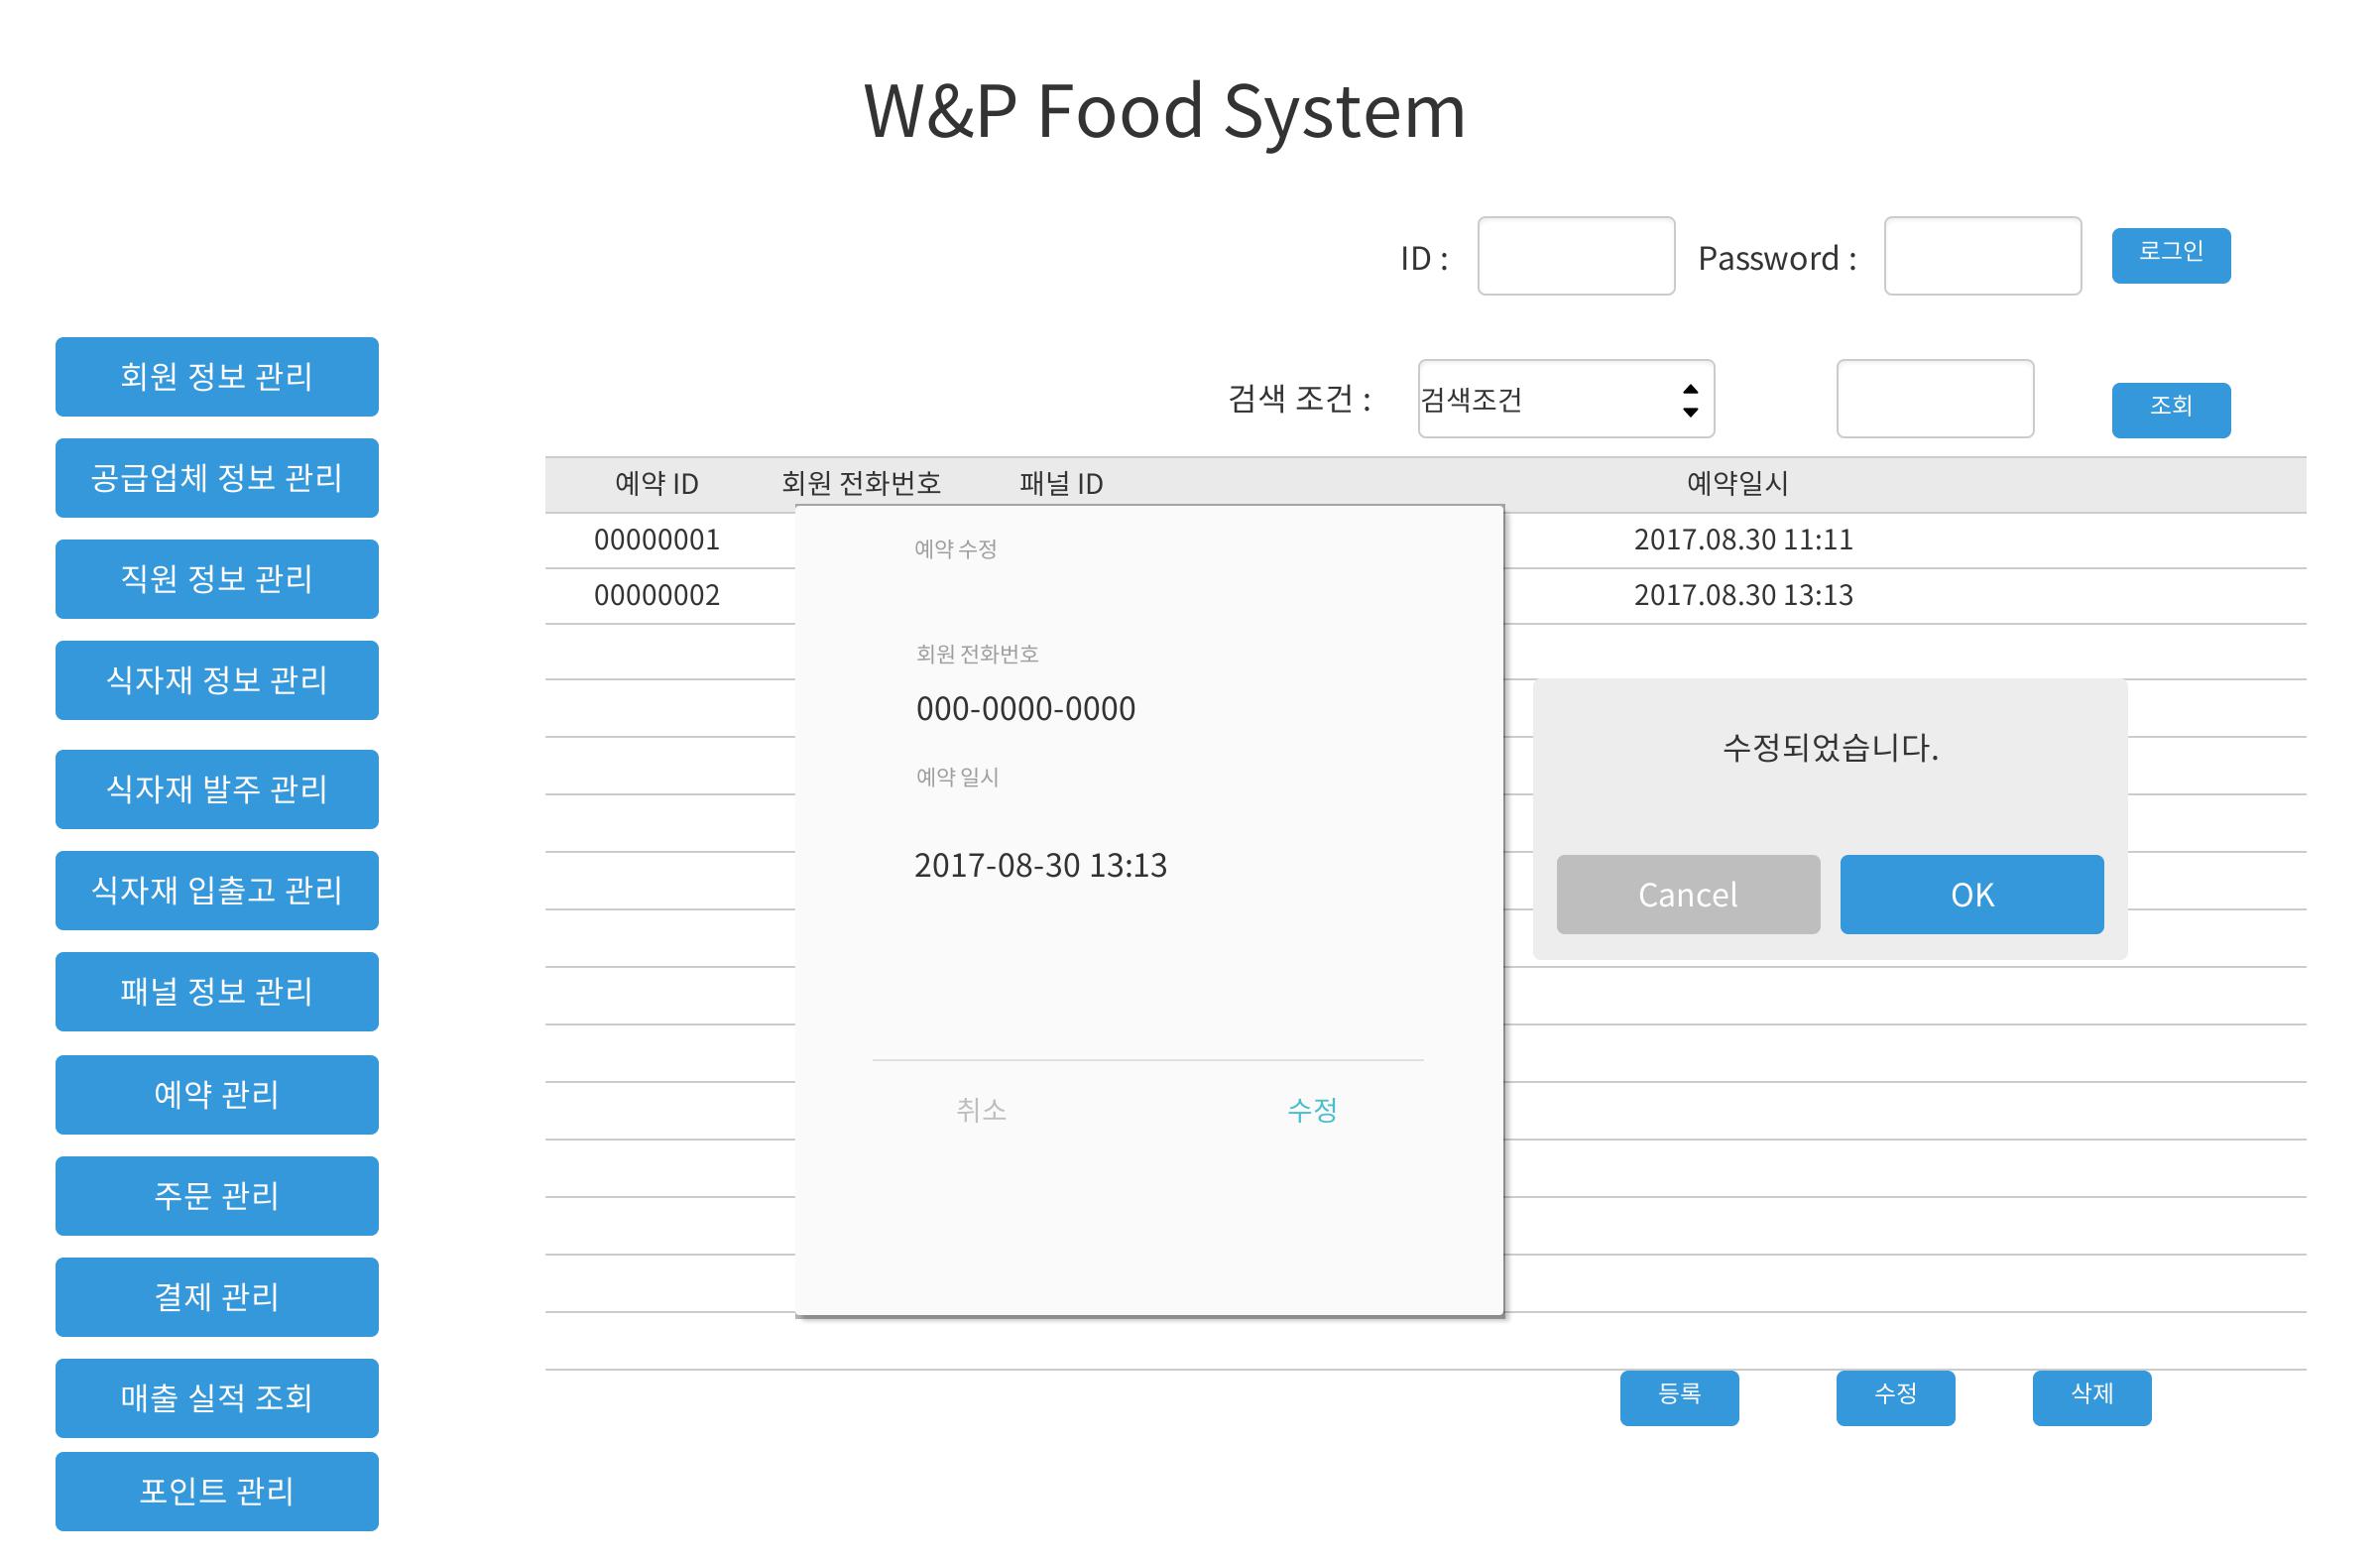 W&P Food System
ID :
Password :
로그인
검색 조건 :
검색조건
조회
회원 정보 관리
공급업체 정보 관리
직원 정보 관리
식자재 정보 관리
식자재 발주 관리
식자재 입출고 관리
패널 정보 관리
예약 관리
주문 관리
결제 관리
매출 실적 조회
포인트 관리
예약 ID 회원 전화번호 패널 ID 예약일시
00000001 2017.08.30 11:11
00000002 2017.08.30 13:13
예약 수정
회원 전화번호
000-0000-0000
예약 일시
2017-08-30 13:13
취소 수정
수정되었습니다.
Cancel OK
등록 수정 삭제